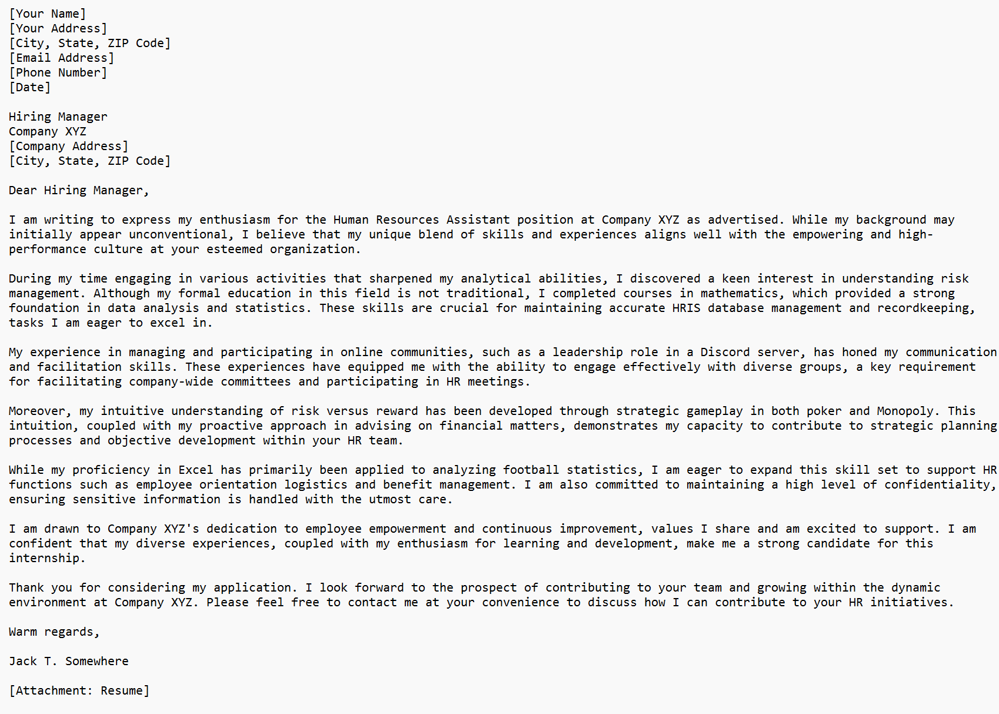 [Your Name]
[Your Address]
[City, State, ZIP Code]
[Email Address]
[Phone Number]
[Date]
Hiring Manager
Company XYZ
[Company Address]
[City, State, ZIP Code]
Dear Hiring Manager,
I am writing to express my enthusiasm for the Human Resources Assistant position at Company XYZ as advertised. While my background may
initially appear unconventional, I believe that my unique blend of skills and experiences aligns well with the empowering and high-
performance culture at your esteemed organization.
During my time engaging in various activities that sharpened my analytical abilities, I discovered a keen interest in understanding risk
management. Although my formal education in this field is not traditional, I completed courses in mathematics, which provided a strong
foundation in data analysis and statistics. These skills are crucial for maintaining accurate HRIS database management and recordkeeping,
tasks I am eager to excel in.
My experience in managing and participating in online communities, such as a leadership role in a Discord server, has honed my communication
and facilitation skills. These experiences have equipped me with the ability to engage effectively with diverse groups, a key requirement
for facilitating company-wide committees and participating in HR meetings.
Moreover, my intuitive understanding of risk versus reward has been developed through strategic gameplay in both poker and Monopoly. This
intuition, coupled with my proactive approach in advising on financial matters, demonstrates my capacity to contribute to strategic planning
processes and objective development within your HR team.
While my proficiency in Excel has primarily been applied to analyzing football statistics, I am eager to expand this skill set to support HR
functions such as employee orientation logistics and benefit management. I am also committed to maintaining a high level of confidentiality,
ensuring sensitive information is handled with the utmost care.
I am drawn to Company XYZ's dedication to employee empowerment and continuous improvement, values I share and am excited to support. I am
confident that my diverse experiences, coupled with my enthusiasm for learning and development, make me a strong candidate for this
internship.
Thank you for considering my application. I look forward to the prospect of contributing to your team and growing within the dynamic
environment at Company XYZ. Please feel free to contact me at your convenience to discuss how I can contribute to your HR initiatives.
Warm regards,
Jack T. Somewhere
[Attachment: Resume]